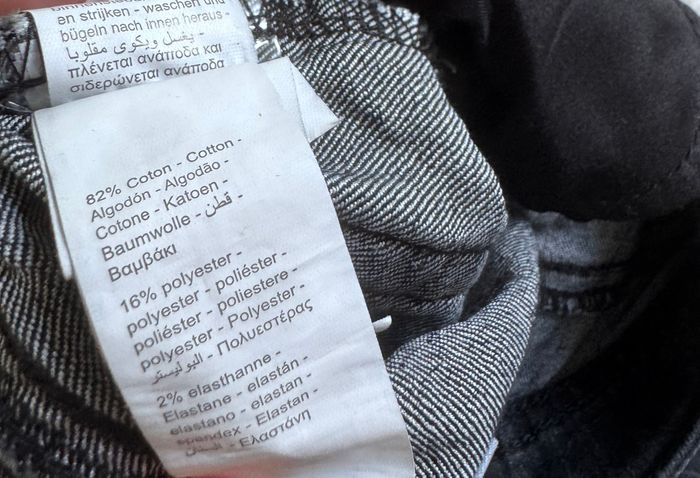 en strijken - waschen und
bügeln nach innen heraus -
يغسل ويكوى مقلوبا -
πλένεται ανάποδα και
σιδερώνεται ανάποδα
82% Coton - Cotton -
Algodón - Algodão -
Cotone - Katoen -
Baumwolle - قطن -
Βαμβάκι
16% polyester -
polyester - poliéster -
poliéster - poliestere -
polyester - Polyester -
البوليستر - Πολυεστέρας
2% elasthanne -
Elastane - elastán -
elastano - elastan -
spendex - Elastan -
- Ελαστάνη